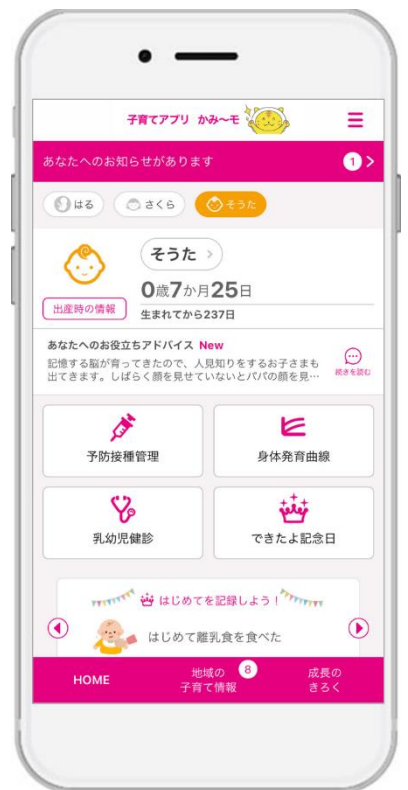 子育てアプリ かみ〜モ
あなたへのお知らせがあります 1
はる さくら そうた
そうた
0歳7か月25日
出産時の情報
生まれてから237日
あなたへのお役立ちアドバイス New
記憶する脳が育ってきたので、人見知りをするお子さまも
出てきます。しばらく顔を見せていないとパパの顔を見…
続きを読む
予防接種管理 身体発育曲線
乳幼児健診 できたよ記念日
はじめてを記録しよう!
はじめて離乳食を食べた
HOME
地域の 8
子育て情報
成長の
きろく